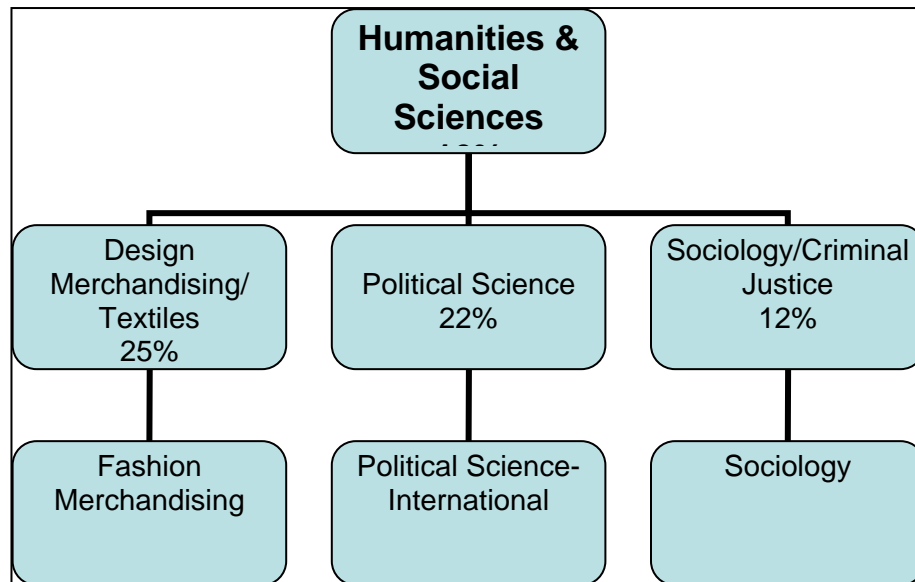 Humanities &
Social
Sciences
Design
Merchandising/
Textiles
25%
Political Science
22%
Sociology/Criminal
Justice
12%
Fashion
Merchandising
Political Science-
International
Sociology